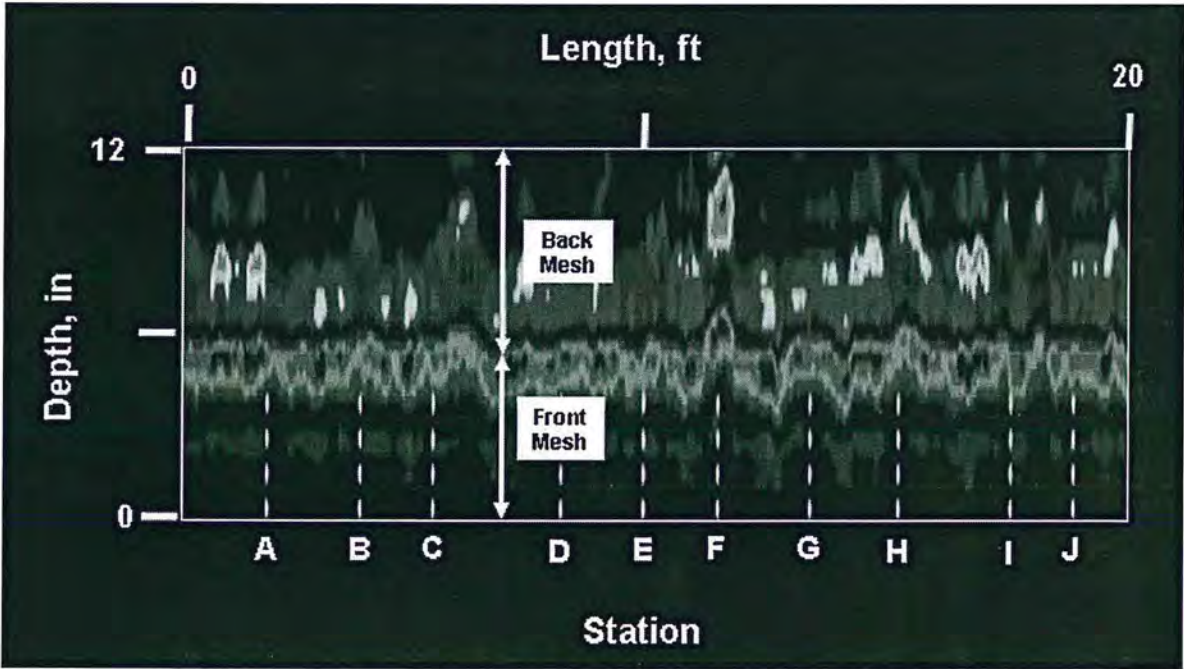 Length, ft
0 20
12
Back
Mesh
Depth, in
Front
Mesh
0
A B C D E F G H I J
Station